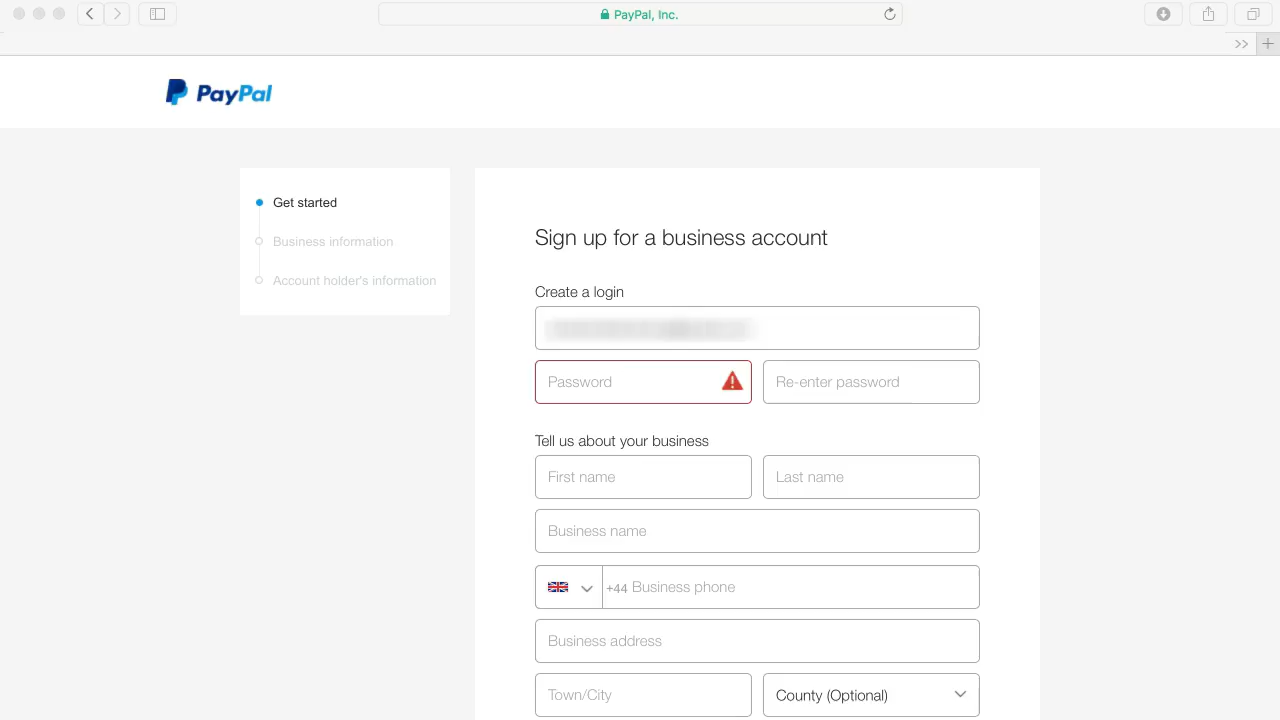 PayPal, Inc.
PayPal
Get started
Business information
Account holder's information
Sign up for a business account
Create a login
Password
Re-enter password
Tell us about your business
First name
Last name
Business name
+44 Business phone
Business address
Town/City
County (Optional)